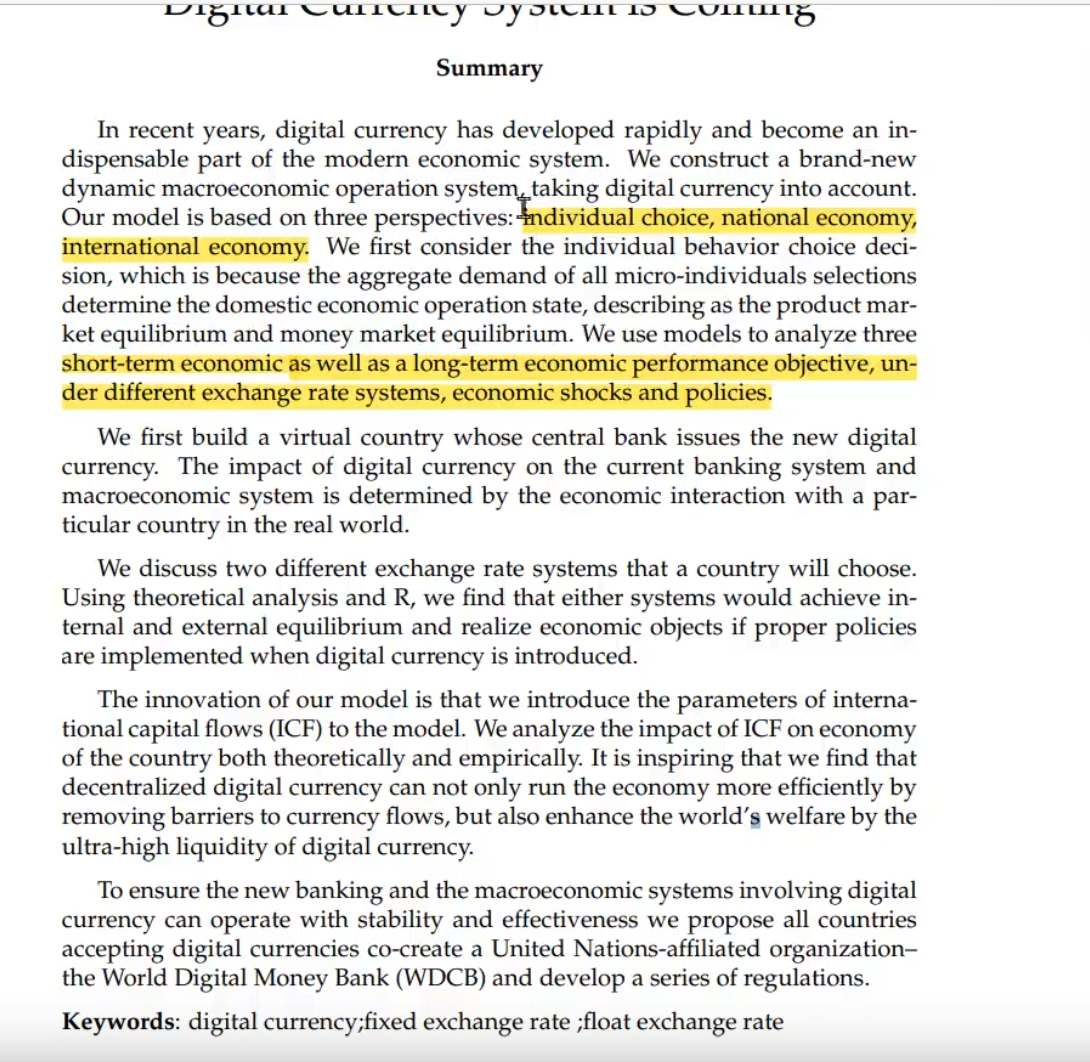 Digital Currency System is Coming
Summary
In recent years, digital currency has developed rapidly and become an in-
dispensable part of the modern economic system. We construct a brand-new
dynamic macroeconomic operation system, taking digital currency into account.
Our model is based on three perspectives: individual choice, national economy,
international economy. We first consider the individual behavior choice deci-
sion, which is because the aggregate demand of all micro-individuals selections
determine the domestic economic operation state, describing as the product mar-
ket equilibrium and money market equilibrium. We use models to analyze three
short-term economic as well as a long-term economic performance objective, un-
der different exchange rate systems, economic shocks and policies.
We first build a virtual country whose central bank issues the new digital
currency. The impact of digital currency on the current banking system and
macroeconomic system is determined by the economic interaction with a par-
ticular country in the real world.
We discuss two different exchange rate systems that a country will choose.
Using theoretical analysis and R, we find that either systems would achieve in-
ternal and external equilibrium and realize economic objects if proper policies
are implemented when digital currency is introduced.
The innovation of our model is that we introduce the parameters of interna-
tional capital flows (ICF) to the model. We analyze the impact of ICF on economy
of the country both theoretically and empirically. It is inspiring that we find that
decentralized digital currency can not only run the economy more efficiently by
removing barriers to currency flows, but also enhance the world's welfare by the
ultra-high liquidity of digital currency.
To ensure the new banking and the macroeconomic systems involving digital
currency can operate with stability and effectiveness we propose all countries
accepting digital currencies co-create a United Nations-affiliated organization–
the World Digital Money Bank (WDCB) and develop a series of regulations.
Keywords: digital currency;fixed exchange rate ;float exchange rate